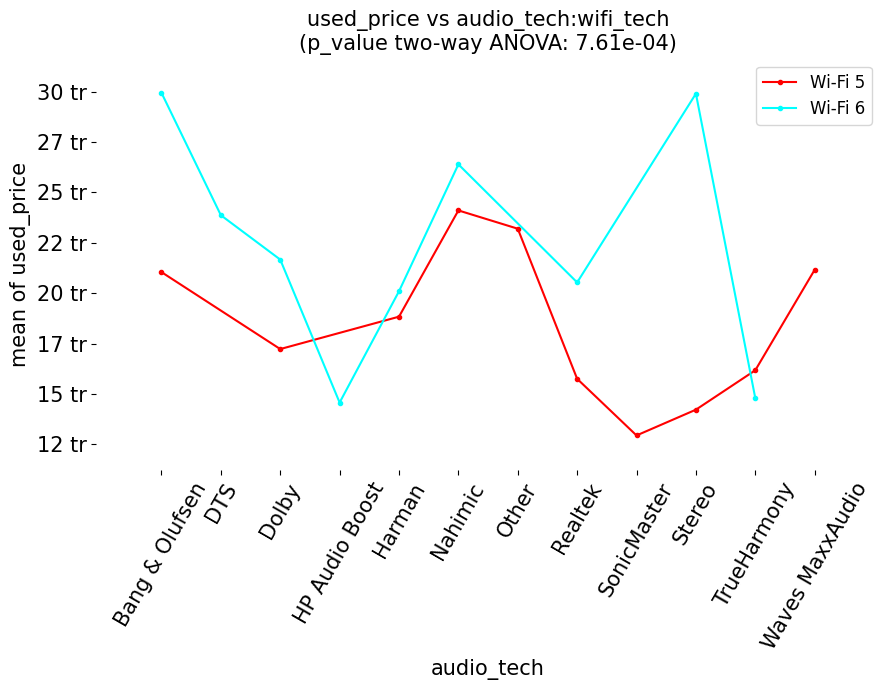 used_price vs audio_tech:wifi_tech
(p_value two-way ANOVA: 7.61e-04)
Wi-Fi 5
Wi-Fi 6
mean of used_price
30 tr
27 tr
25 tr
22 tr
20 tr
17 tr
15 tr
12 tr
Bang & Olufsen
DTS
Dolby
HP Audio Boost
Harman
Nahimic
Other
Realtek
SonicMaster
Stereo
TrueHarmony
Waves MaxxAudio
audio_tech